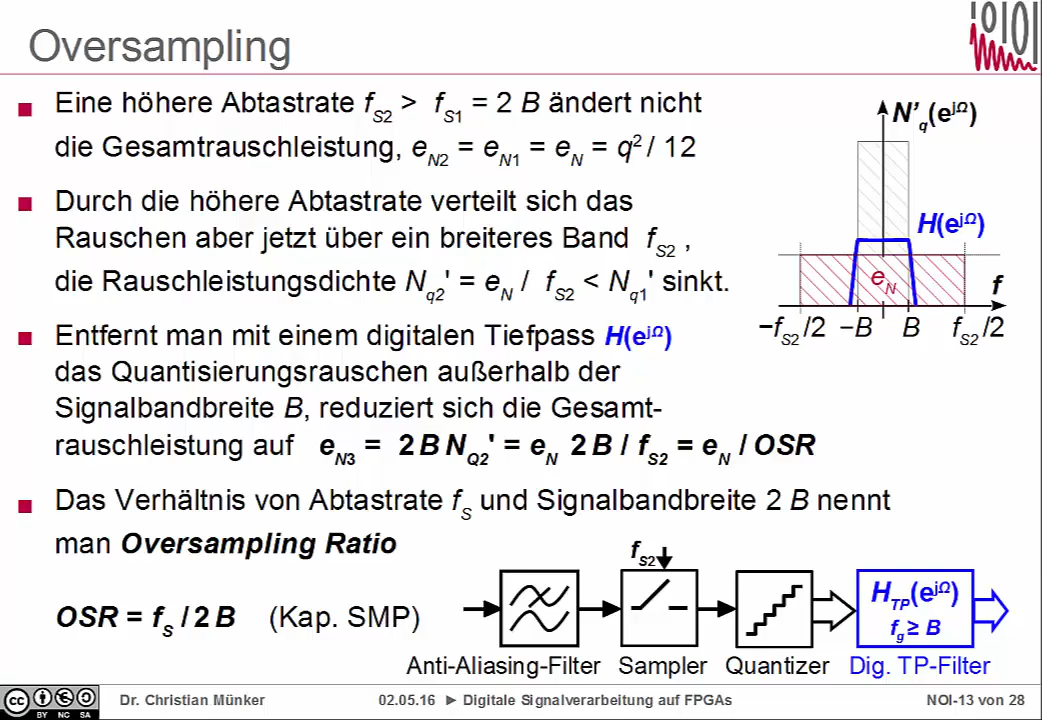 Oversampling
Eine höhere Abtastrate f_S2 > f_S1 = 2 B ändert nicht
die Gesamtrauschleistung, e_N2 = e_N1 = e_N = q² / 12
Durch die höhere Abtastrate verteilt sich das
Rauschen aber jetzt über ein breiteres Band f_S2 ,
die Rauschleistungsdichte N_q2' = e_N / f_S2 < N_q1' sinkt.
Entfernt man mit einem digitalen Tiefpass H(e^jΩ)
das Quantisierungsrauschen außerhalb der
Signalbandbreite B, reduziert sich die Gesamt-
rauschleistung auf e_N3 = 2 B N_Q2' = e_N 2 B / f_S2 = e_N / OSR
Das Verhältnis von Abtastrate f_S und Signalbandbreite 2 B nennt
man Oversampling Ratio
OSR = f_S / 2 B (Kap. SMP)
N'_q(e^jΩ)
H(e^jΩ)
e_N
f
−f_S2/2 −B B f_S2/2
f_S2
H_TP(e^jΩ)
f_g ≥ B
Anti-Aliasing-Filter Sampler Quantizer Dig. TP-Filter
cc BY NC SA
Dr. Christian Münker 02.05.16 ► Digitale Signalverarbeitung auf FPGAs NOI-13 von 28